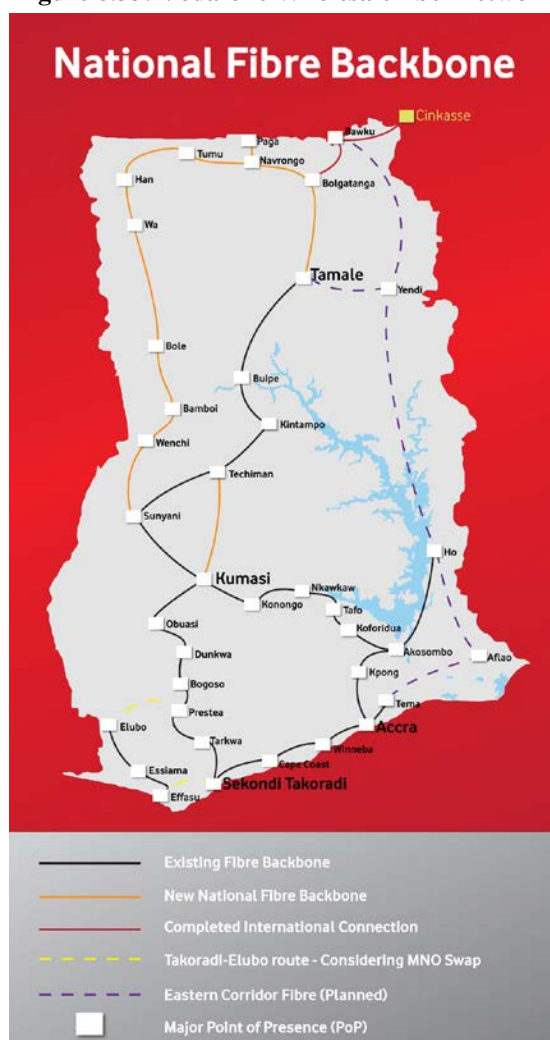 National Fibre Backbone
Cinkasse
Bawku
Paga
Tumu
Navrongo
Han
Bolgatanga
Wa
Tamale
Yendi
Bole
Buipe
Bamboi
Kintampo
Wenchi
Techiman
Sunyani
Ho
Kumasi
Nkawkaw
Konongo
Tafo
Obuasi
Koforidua
Akosombo
Aflao
Dunkwa
Kpong
Bogoso
Tema
Prestea
Elubo
Accra
Tarkwa
Winneba
Cape Coast
Essiama
Sekondi Takoradi
Effasu
Existing Fibre Backbone
New National Fibre Backbone
Completed International Connection
Takoradi-Elubo route - Considering MNO Swap
Eastern Corridor Fibre (Planned)
Major Point of Presence (PoP)